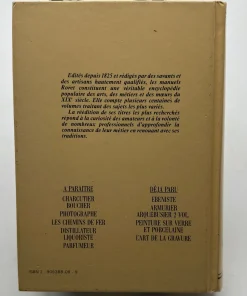 Edités depuis 1825 et rédigés par des savants et
des artisans hautement qualifiés, les manuels
Roret constituent une véritable encyclopédie
populaire des arts, des métiers et des mœurs du
XIXe siècle. Elle compte plusieurs centaines de
volumes traitant des sujets les plus variés.
La réédition de ses titres les plus recherchés
répond à la curiosité des amateurs et à la volonté
de nombreux professionnels d'approfondir la
connaissance de leur métier en renouant avec ses
traditions.
A PARAITRE
CHARCUTIER
BOUCHER
PHOTOGRAPHE
LES CHEMINS DE FER
DISTILLATEUR
LIQUORISTE
PARFUMEUR
DÉJA PARU
EBENISTE
ARMURIER
ARQUEBUSIER 2 VOL.
PEINTURE SUR VERRE
ET PORCELAINE
L'ART DE LA GRAVURE